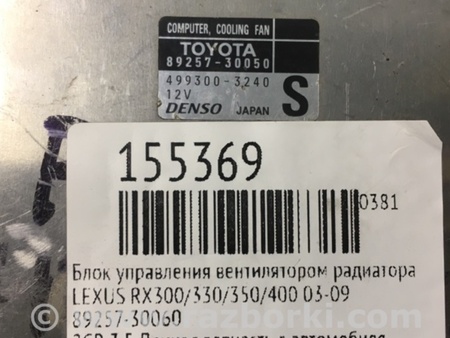 COMPUTER, COOLING FAN
TOYOTA
89257-30050
499300-3240
12V
DENSO JAPAN S
155369
0381
Блок управления вентилятором радиатора
LEXUS RX300/330/350/400 03-09
89257-30060
автомобиля